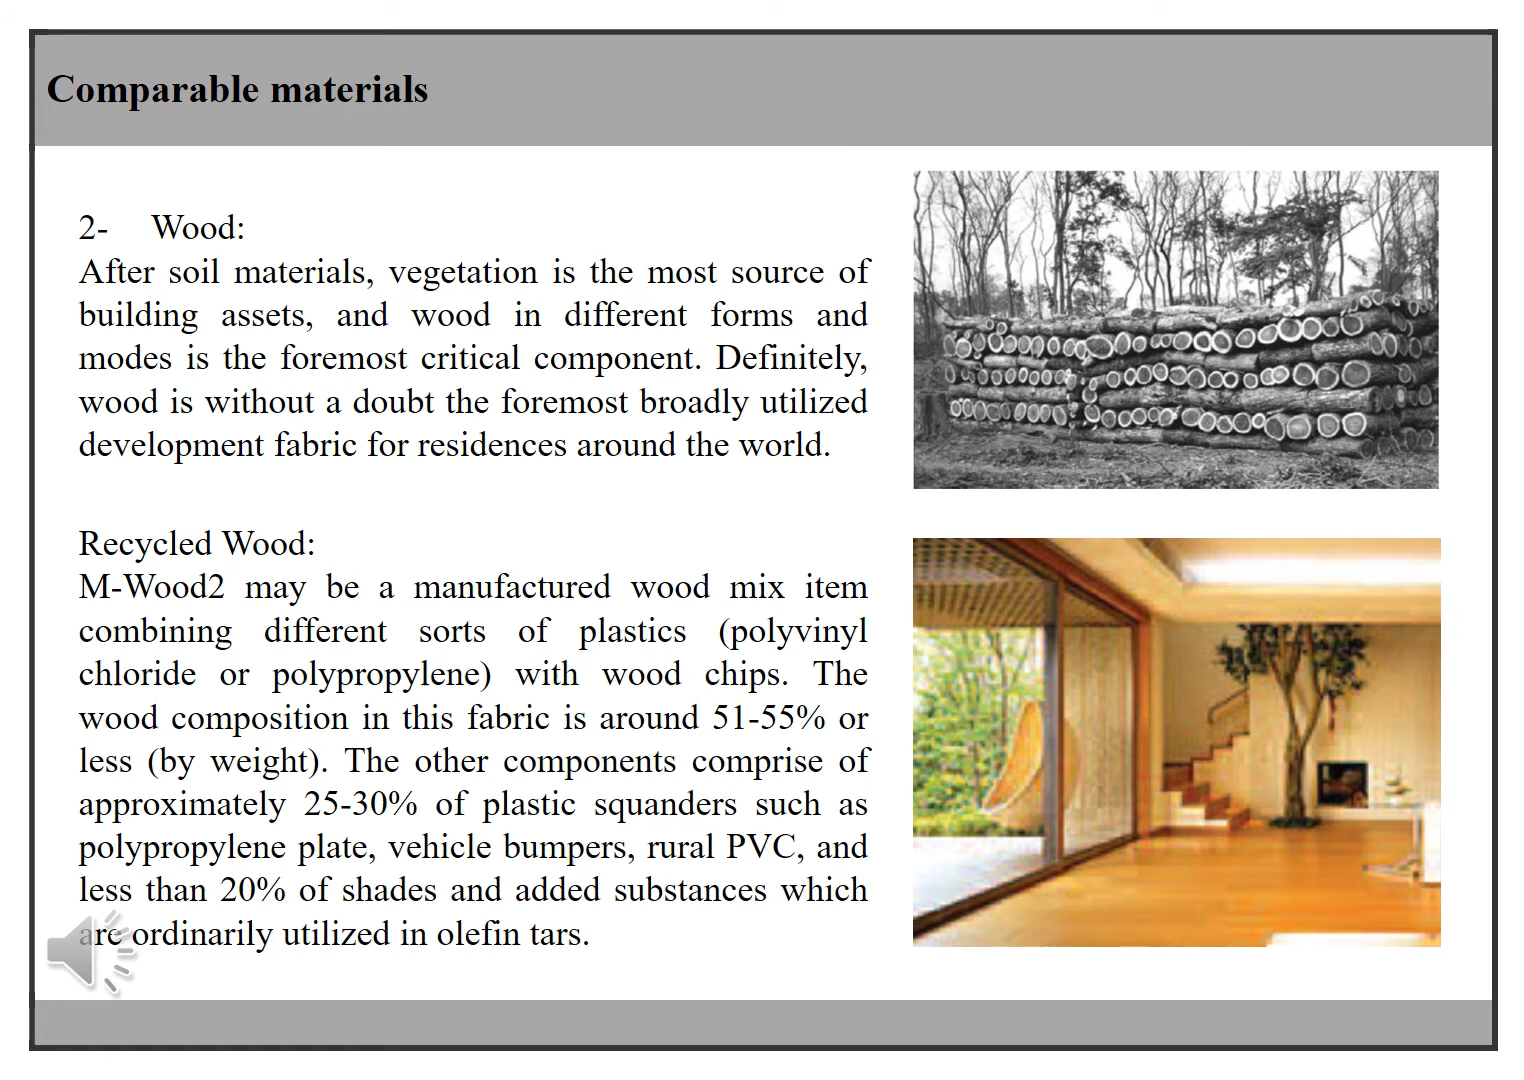 Comparable materials
2- Wood:
After soil materials, vegetation is the most source of
building assets, and wood in different forms and
modes is the foremost critical component. Definitely,
wood is without a doubt the foremost broadly utilized
development fabric for residences around the world.
Recycled Wood:
M-Wood2 may be a manufactured wood mix item
combining different sorts of plastics (polyvinyl
chloride or polypropylene) with wood chips. The
wood composition in this fabric is around 51-55% or
less (by weight). The other components comprise of
approximately 25-30% of plastic squanders such as
polypropylene plate, vehicle bumpers, rural PVC, and
less than 20% of shades and added substances which
are ordinarily utilized in olefin tars.